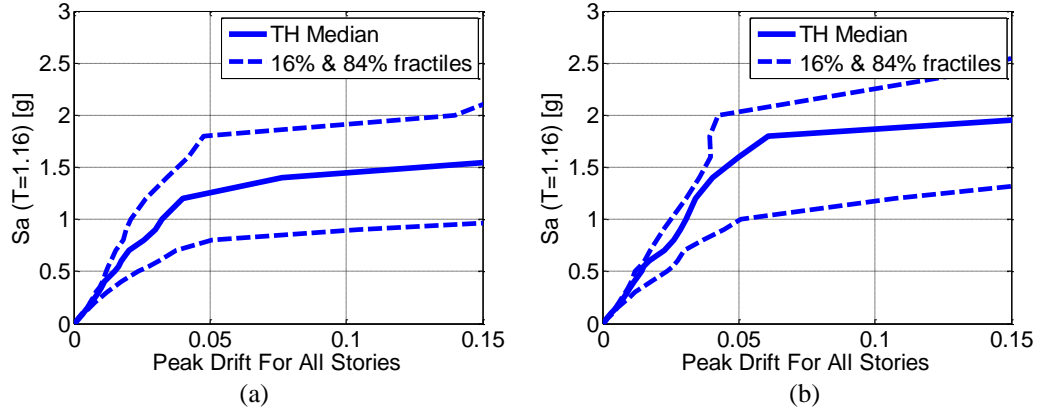 3
2.5
2
1.5
1
0.5
0
Sa (T=1.16) [g]
TH Median
16% & 84% fractiles
0
0.05
0.1
0.15
Peak Drift For All Stories
(a)
3
2.5
2
1.5
1
0.5
0
Sa (T=1.16) [g]
TH Median
16% & 84% fractiles
0
0.05
0.1
0.15
Peak Drift For All Stories
(b)